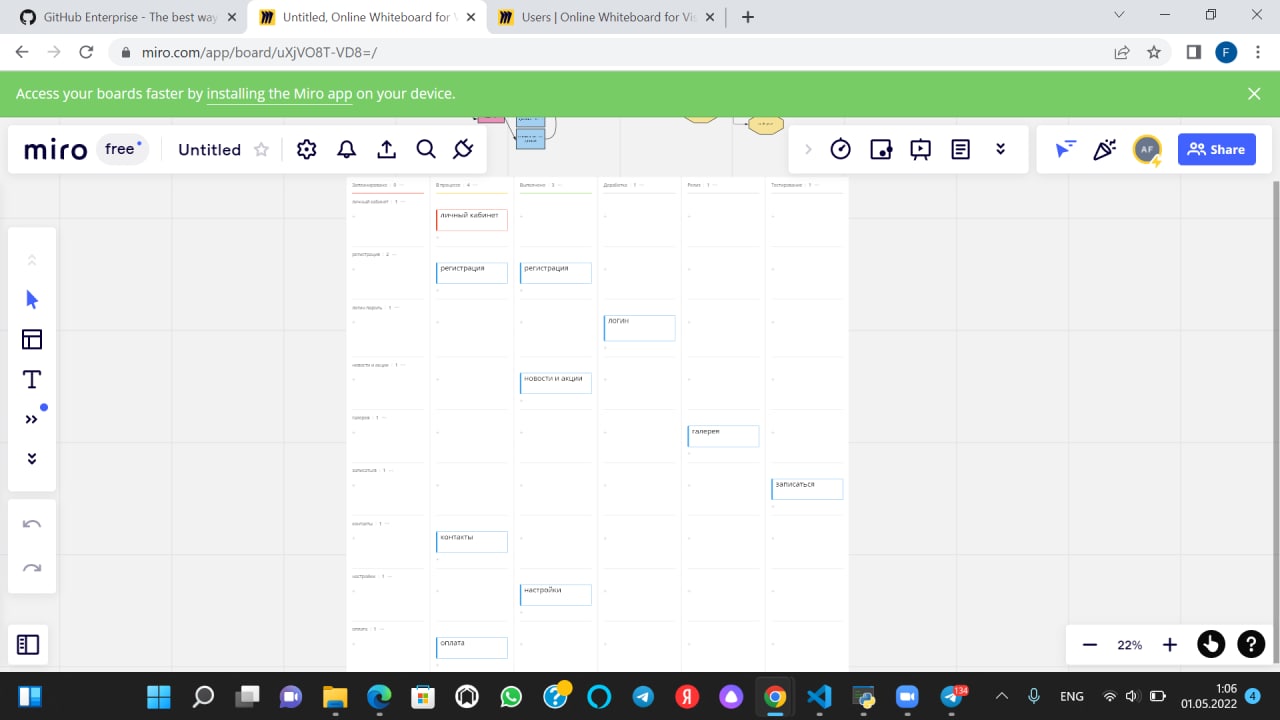 GitHub Enterprise - The best way
Untitled, Online Whiteboard for V
Users | Online Whiteboard for Vis
miro.com/app/board/uXjVO8T-VD8=/
F
Access your boards faster by installing the Miro app on your device.
miro free Untitled
AF Share
Запланировано 0 В процессе 4 Выполнено 3 Доработка 1 Релиз 1 Тестирование 1
личный кабинет 1
личный кабинет
регистрация 2
регистрация регистрация
логин
новости и акции 1
новости и акции
галерея 1
галерея
записаться 1
записаться
контакты 1
контакты
настройки 1
настройки
оплата 1
оплата
22%
134
ENG
1:06
01.05.2022
4